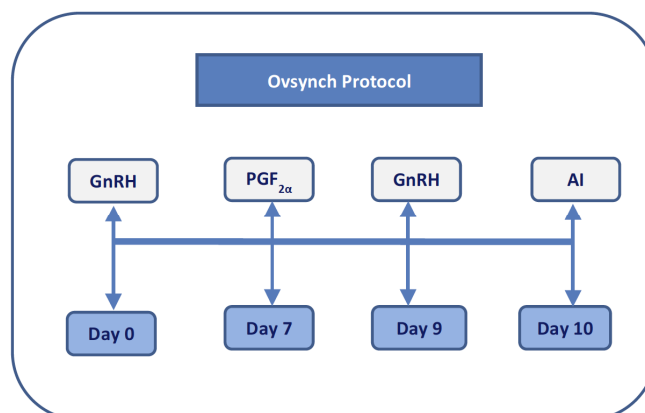 Ovsynch Protocol
GnRH PGF2α GnRH AI
Day 0 Day 7 Day 9 Day 10